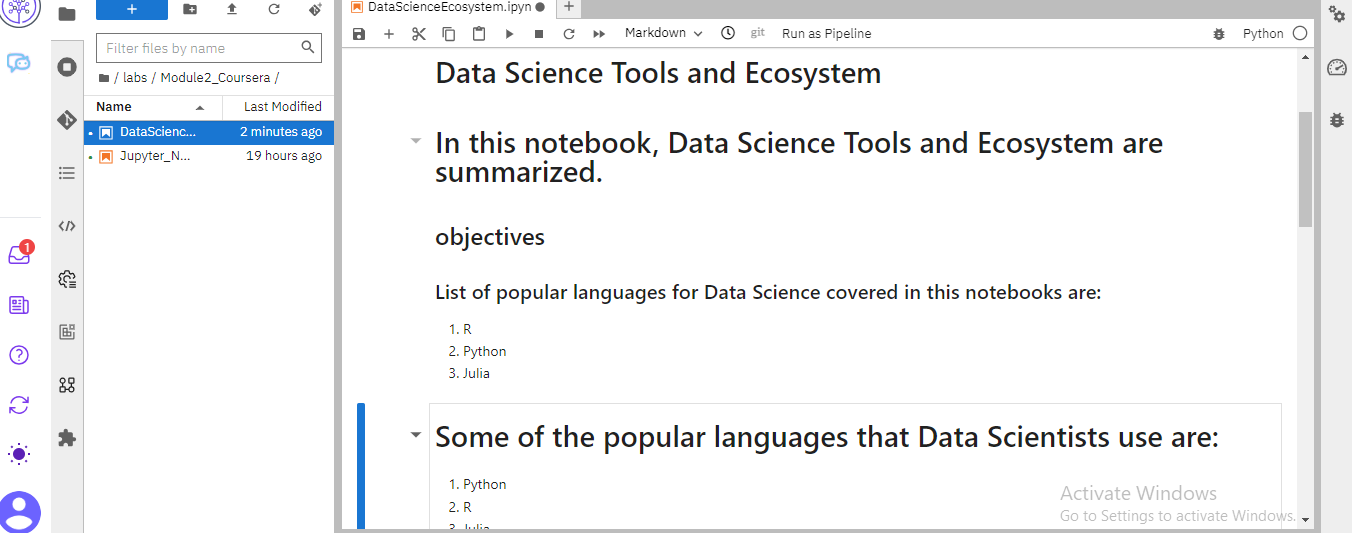 DataScienceEcosystem.ipyn
Filter files by name
Markdown
git
Run as Pipeline
Python
/ labs / Module2_Coursera /
Name
Last Modified
DataScienc...
2 minutes ago
Jupyter_N...
19 hours ago
1
Data Science Tools and Ecosystem
In this notebook, Data Science Tools and Ecosystem are
summarized.
objectives
List of popular languages for Data Science covered in this notebooks are:
1. R
2. Python
3. Julia
Some of the popular languages that Data Scientists use are:
1. Python
2. R
3. Julia
Activate Windows
Go to Settings to activate Windows.